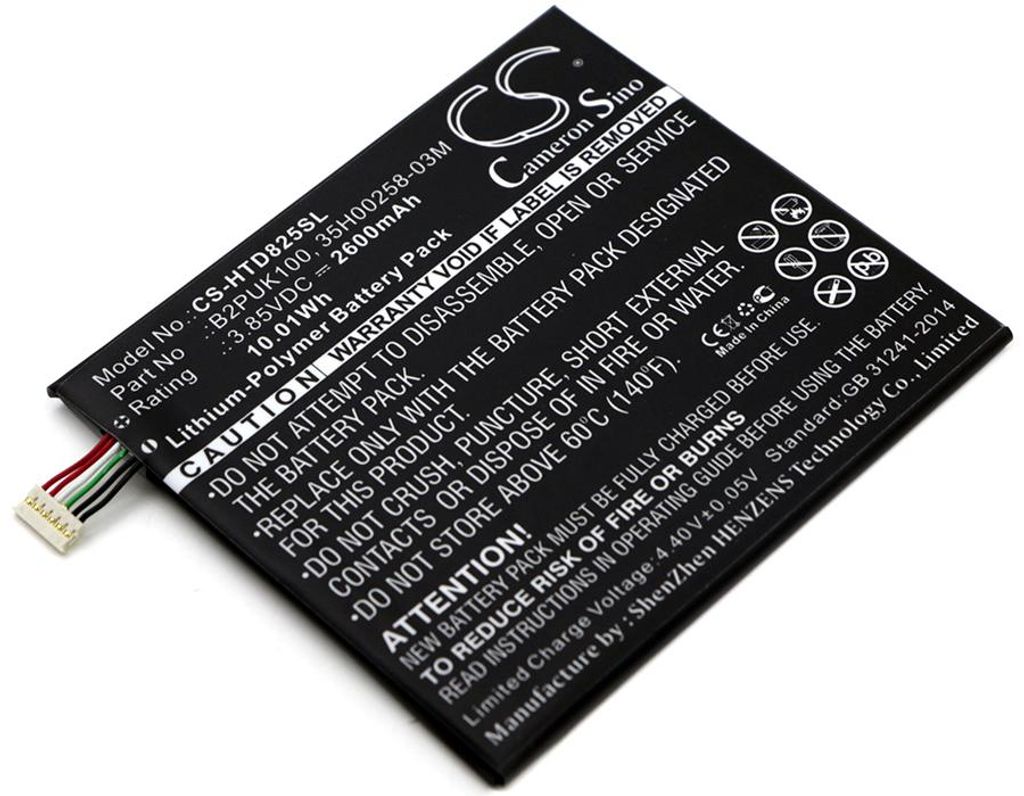 CS
Cameron Sino
Model No.:CS-HTD825SL
Part No :B2PUK100, 35H00258-03M
Rating :3.85VDC ⎓ 2600mAh
10.01Wh
Lithium-Polymer Battery Pack
CAUTION WARRANTY VOID IF LABEL IS REMOVED
•DO NOT ATTEMPT TO DISASSEMBLE, OPEN OR SERVICE
THE BATTERY PACK.
•REPLACE ONLY WITH THE BATTERY PACK DESIGNATED
FOR THIS PRODUCT.
•DO NOT CRUSH, PUNCTURE, SHORT EXTERNAL
CONTACTS OR DISPOSE OF IN FIRE OR WATER.
•DO NOT STORE ABOVE 60°C (140°F).
Pb
CE
Made in China
ATTENTION!
NEW BATTERY PACK MUST BE FULLY CHARGED BEFORE USE
TO REDUCE RISK OF FIRE OR BURNS
READ INSTRUCTIONS IN OPERATING GUIDE BEFORE USING BATTERY.
Limited Charge Voltage:4.40V±0.05V Standard:GB 31241-2014
Manufacture by : ShenZhen HENZENS Technology Co., Limited